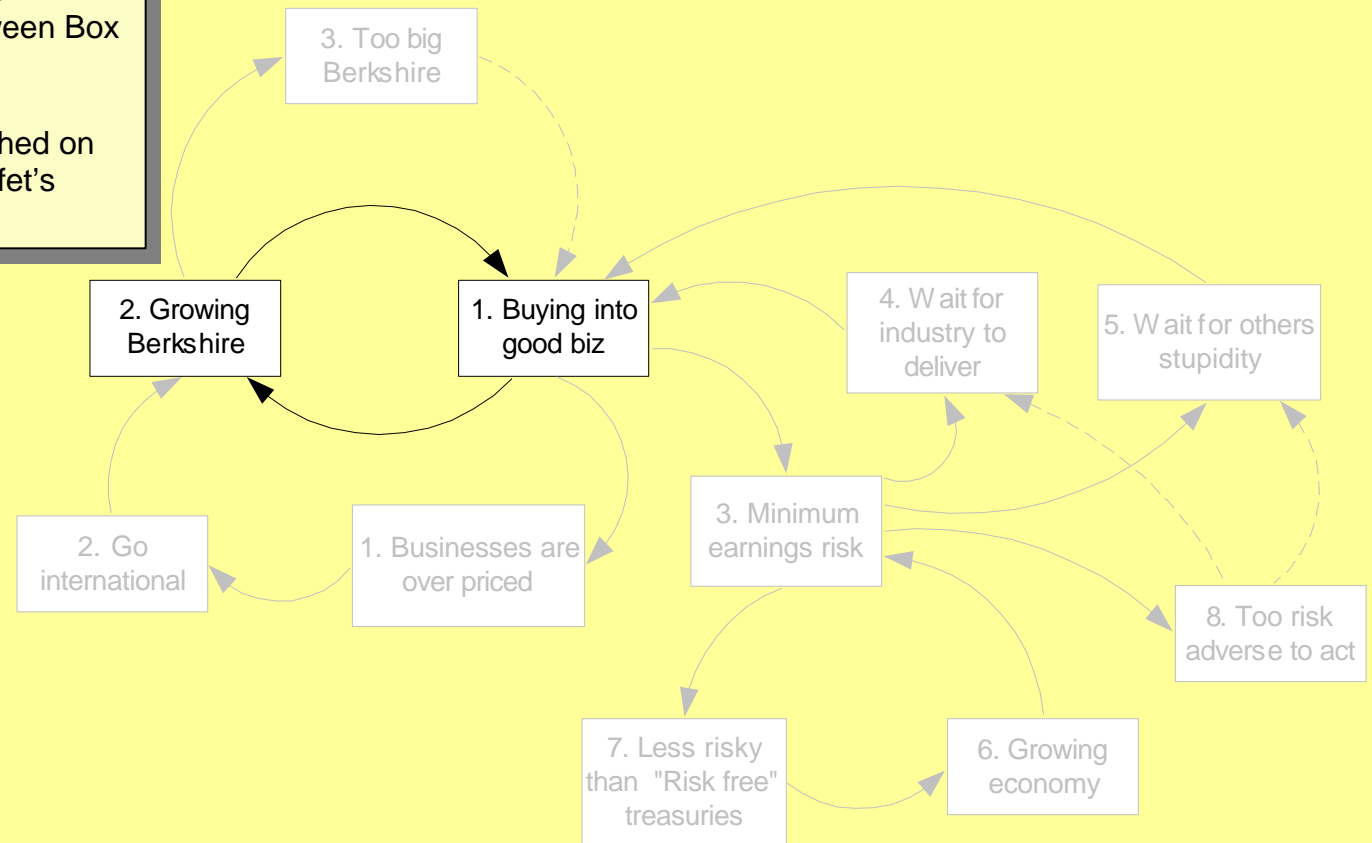 een Box
hed on
fet's
3. Too big
Berkshire
2. Growing
Berkshire
1. Buying into
good biz
4. Wait for
industry to
deliver
5. Wait for others
stupidity
3. Minimum
earnings risk
2. Go
international
1. Businesses are
over priced
8. Too risk
adverse to act
7. Less risky
than "Risk free"
treasuries
6. Growing
economy